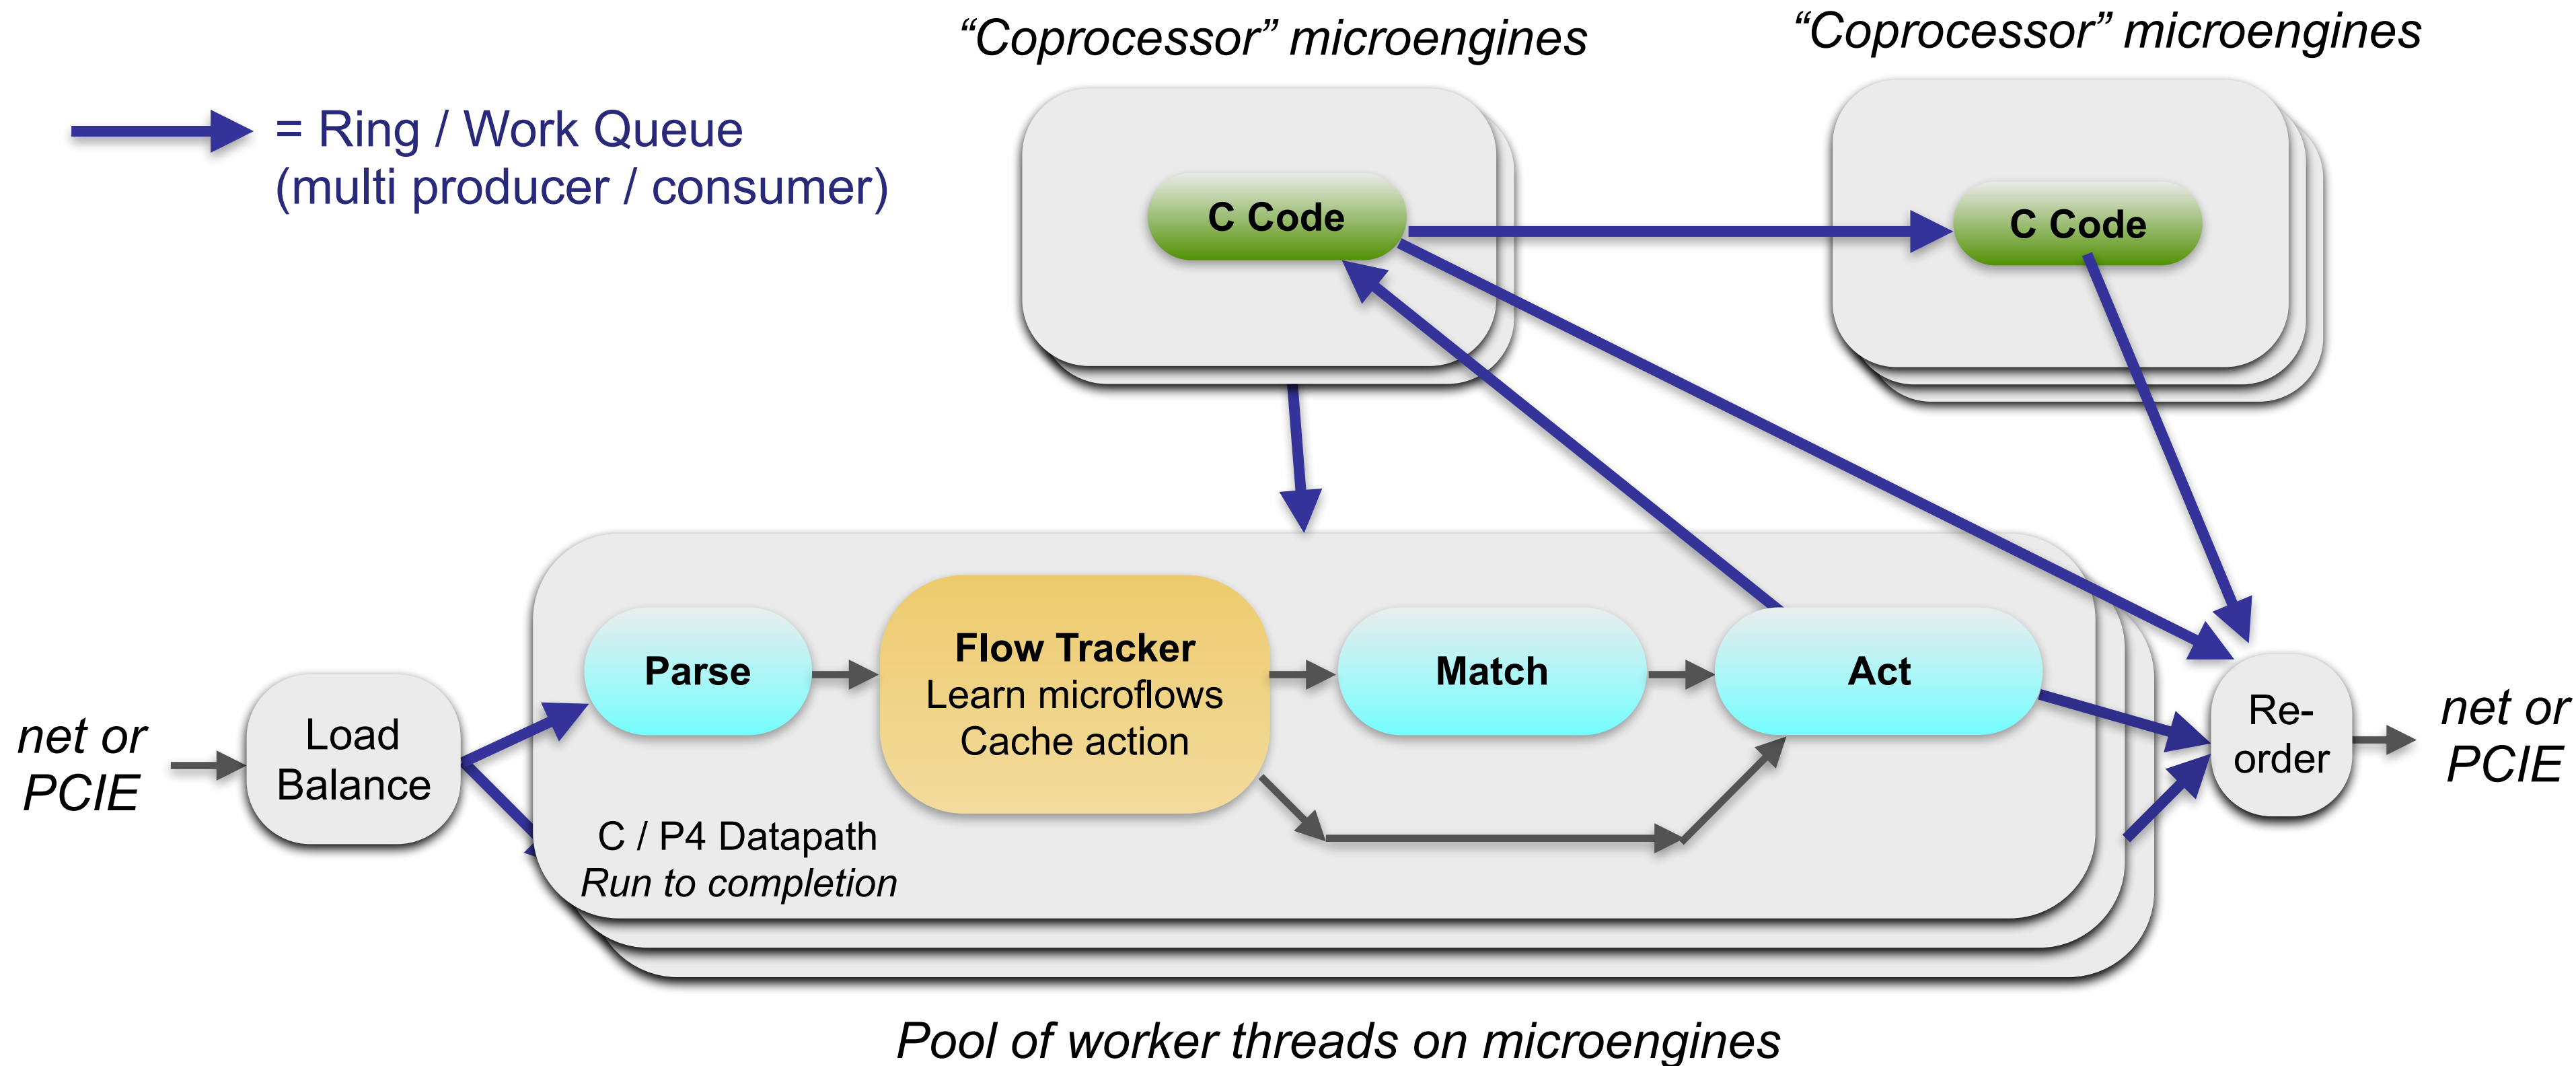 “Coprocessor” microengines
“Coprocessor” microengines
= Ring / Work Queue
(multi producer / consumer)
C Code
C Code
net or
PCIE
Load
Balance
Parse
Flow Tracker
Learn microflows
Cache action
Match
Act
C / P4 Datapath
Run to completion
Re-
order
net or
PCIE
Pool of worker threads on microengines